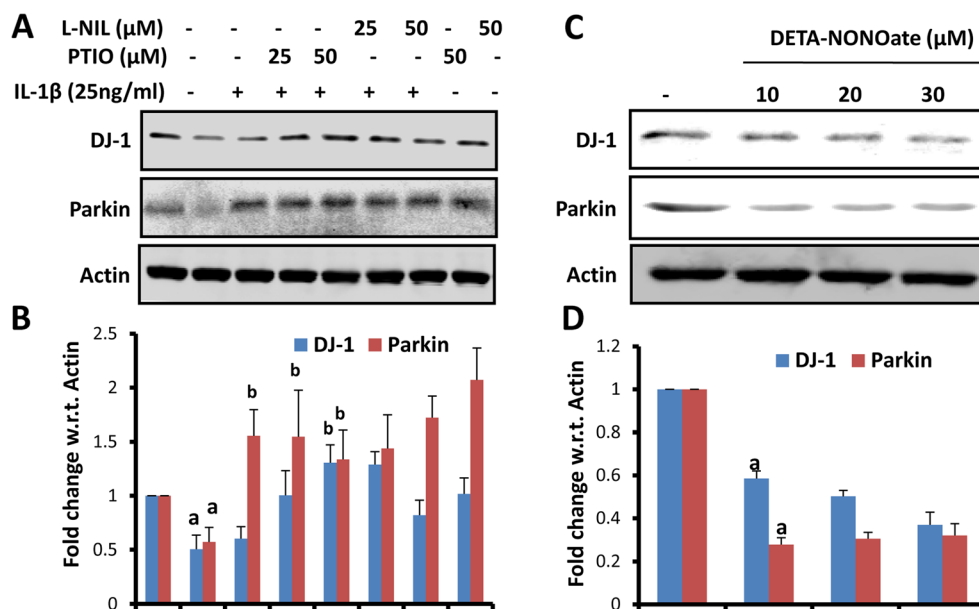 A
L-NIL (µM) - - - - - 25 50 - 50
PTIO (µM) - - - 25 50 - - 50 -
IL-1β (25ng/ml) - + + + + + - -
DJ-1
Parkin
Actin
B
DJ-1 Parkin
Fold change w.r.t. Actin
2.5
2
1.5
1
0.5
0
a a b b b b
C
DETA-NONOate (µM)
- 10 20 30
DJ-1
Parkin
Actin
D
DJ-1 Parkin
Fold change w.r.t. Actin
1.2
1
0.8
0.6
0.4
0.2
0
a
a